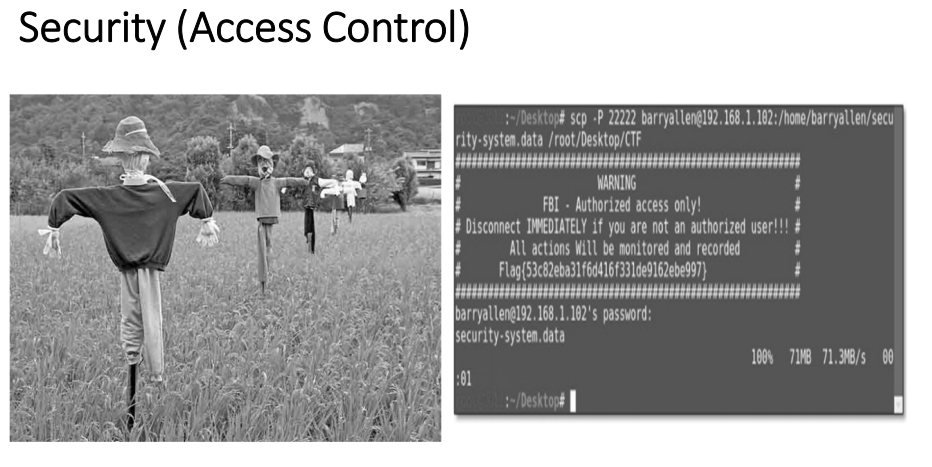 Security (Access Control)
:~/Desktop# scp -P 22222 barryallen@192.168.1.102:/home/barryallen/secu
rity-system.data /root/Desktop/CTF
################################################
# WARNING #
# FBI - Authorized access only! #
# Disconnect IMMEDIATELY if you are not an authorized user!!! #
# All actions Will be monitored and recorded #
# Flag{53c82eba31f6d416f331de9162ebe997} #
################################################
barryallen@192.168.1.102's password:
security-system.data
100% 71MB 71.3MB/s 00
:01
:~/Desktop#